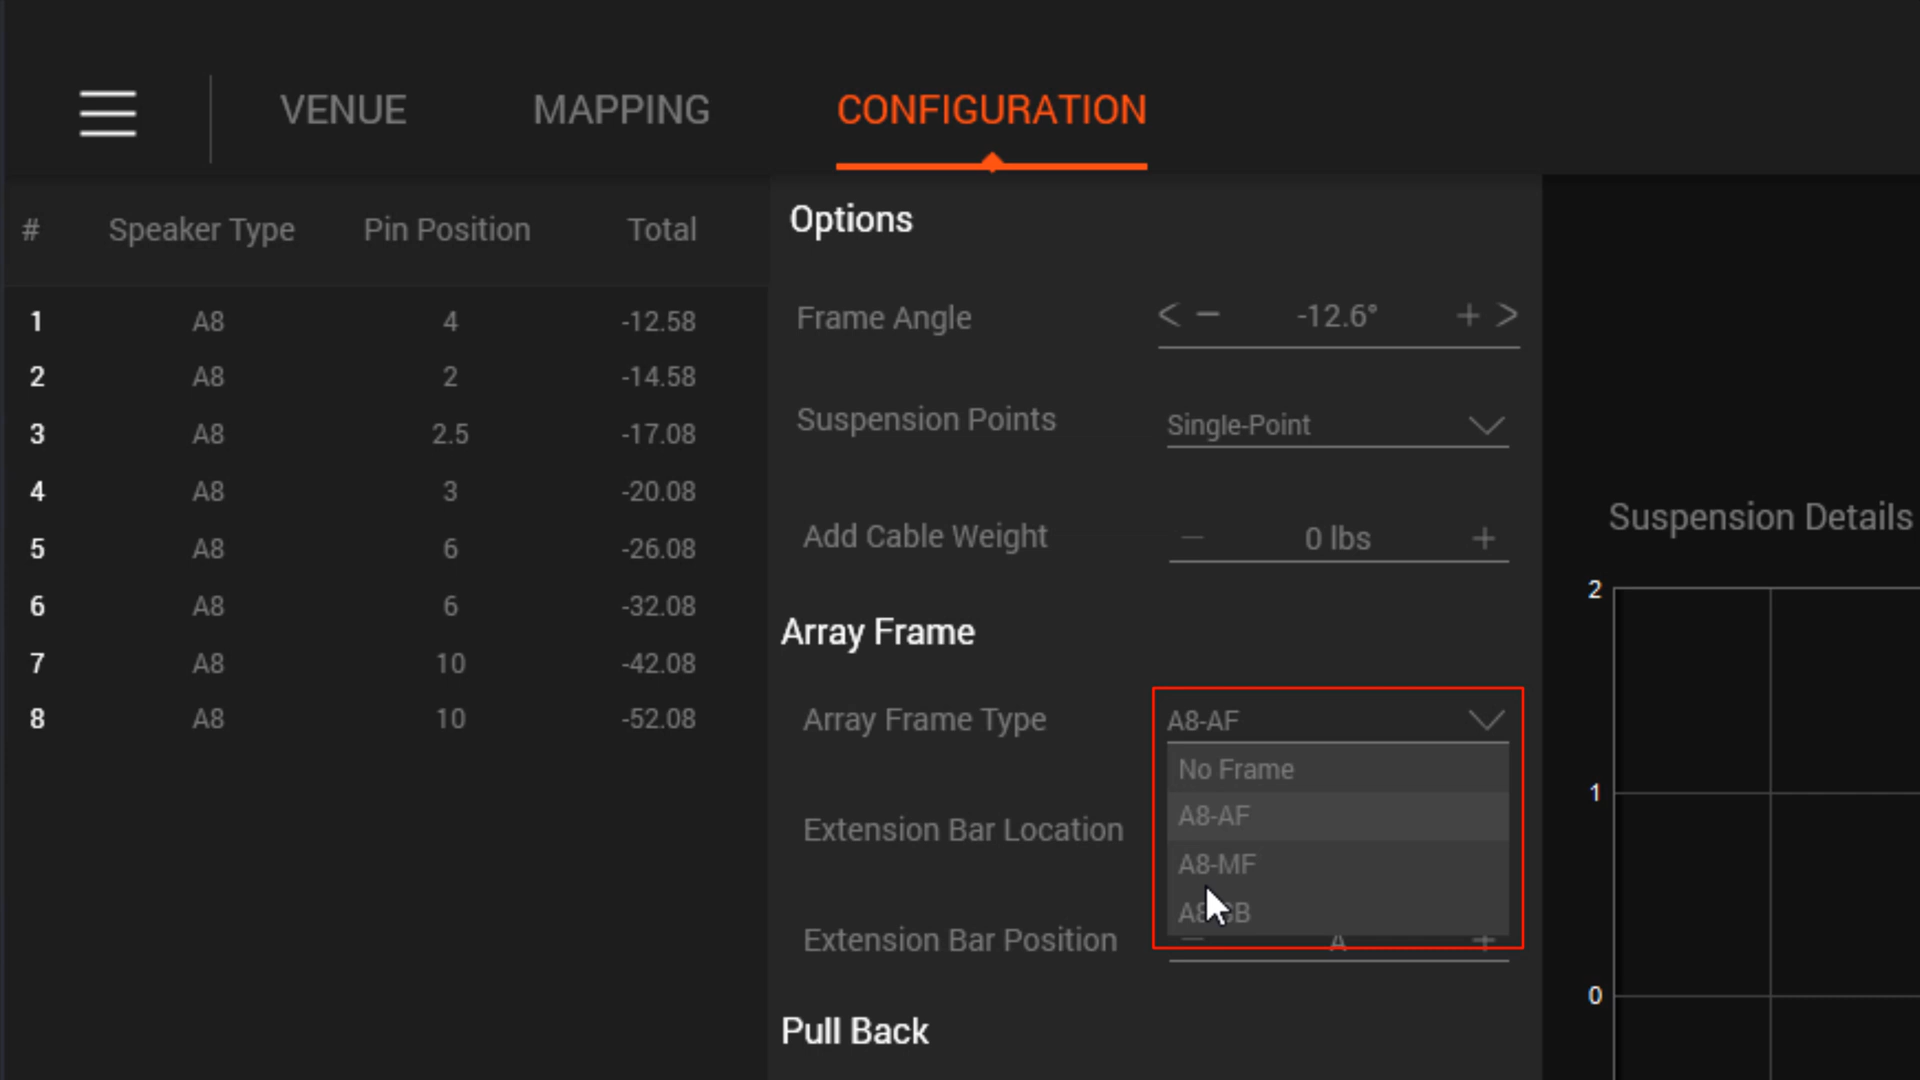 VENUE MAPPING CONFIGURATION
# Speaker Type Pin Position Total
1 A8 4 -12.58
2 A8 2 -14.58
3 A8 2.5 -17.08
4 A8 3 -20.08
5 A8 6 -26.08
6 A8 6 -32.08
7 A8 10 -42.08
8 A8 10 -52.08
Options
Frame Angle < − -12.6° + >
Suspension Points Single-Point
Add Cable Weight − 0 lbs +
Array Frame
Array Frame Type A8-AF
No Frame
A8-AF
A8-MF
Extension Bar Location
Extension Bar Position − A +
Pull Back
Suspension Details
2
1
0